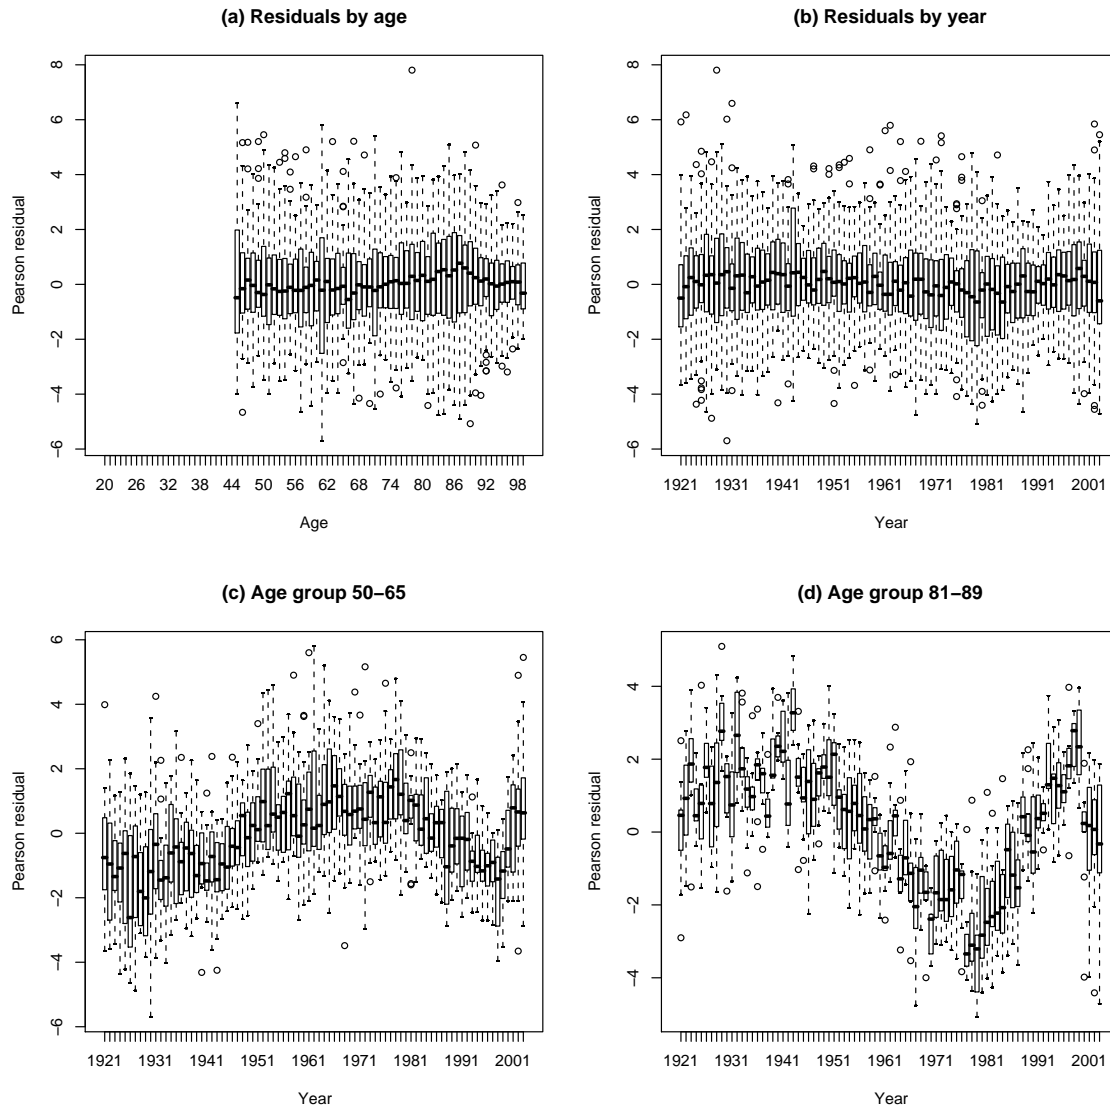 (a) Residuals by age
Pearson residual
8
6
4
2
0
−2
−4
−6
20 26 32 38 44 50 56 62 68 74 80 86 92 98
Age
(b) Residuals by year
Pearson residual
8
6
4
2
0
−2
−4
−6
1921 1931 1941 1951 1961 1971 1981 1991 2001
Year
(c) Age group 50−65
Pearson residual
6
4
2
0
−2
−4
−6
1921 1931 1941 1951 1961 1971 1981 1991 2001
Year
(d) Age group 81−89
Pearson residual
4
2
0
−2
−4
1921 1931 1941 1951 1961 1971 1981 1991 2001
Year